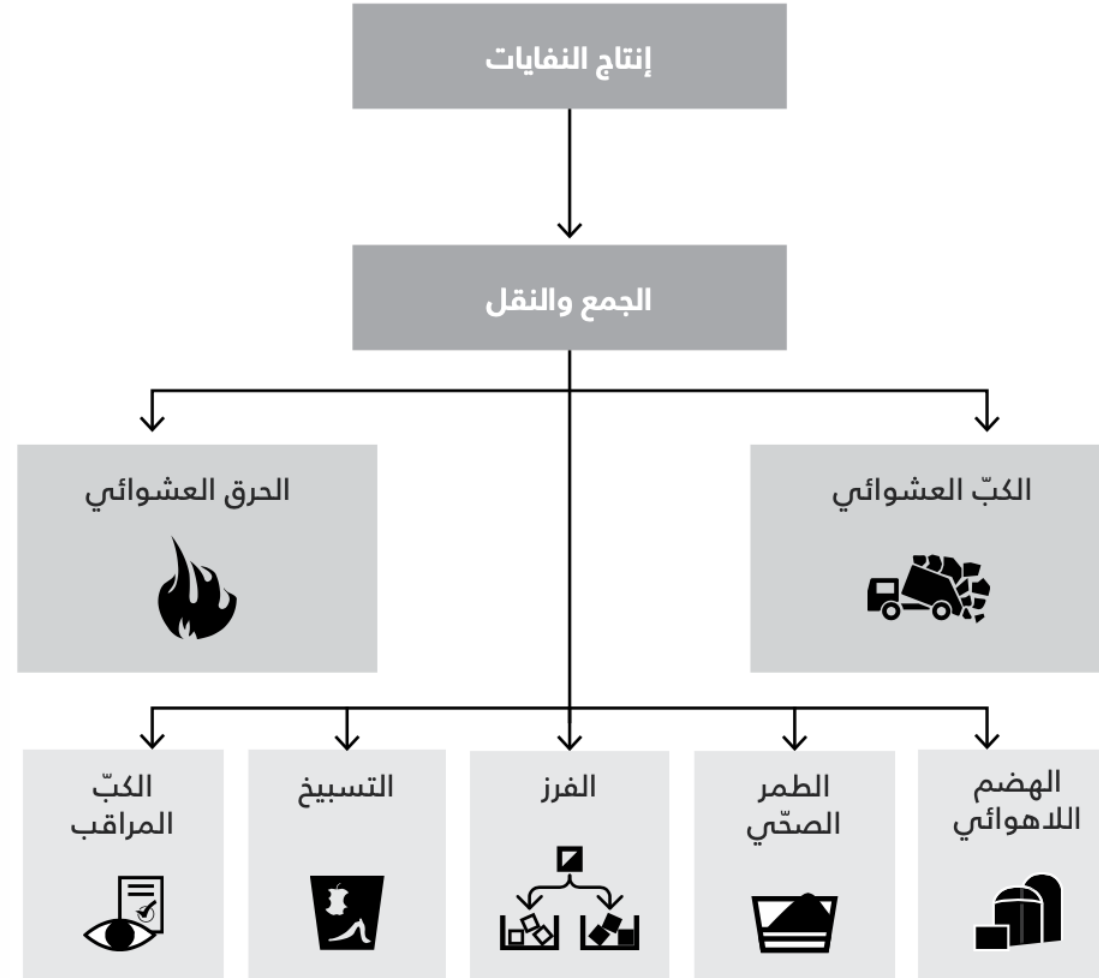 إنتاج النفايات
الجمع والنقل
الكبّ العشوائي
الحرق العشوائي
الهضم
اللاهوائي
الطمر
الصحّي
الفرز
التسبيخ
الكبّ
المراقب